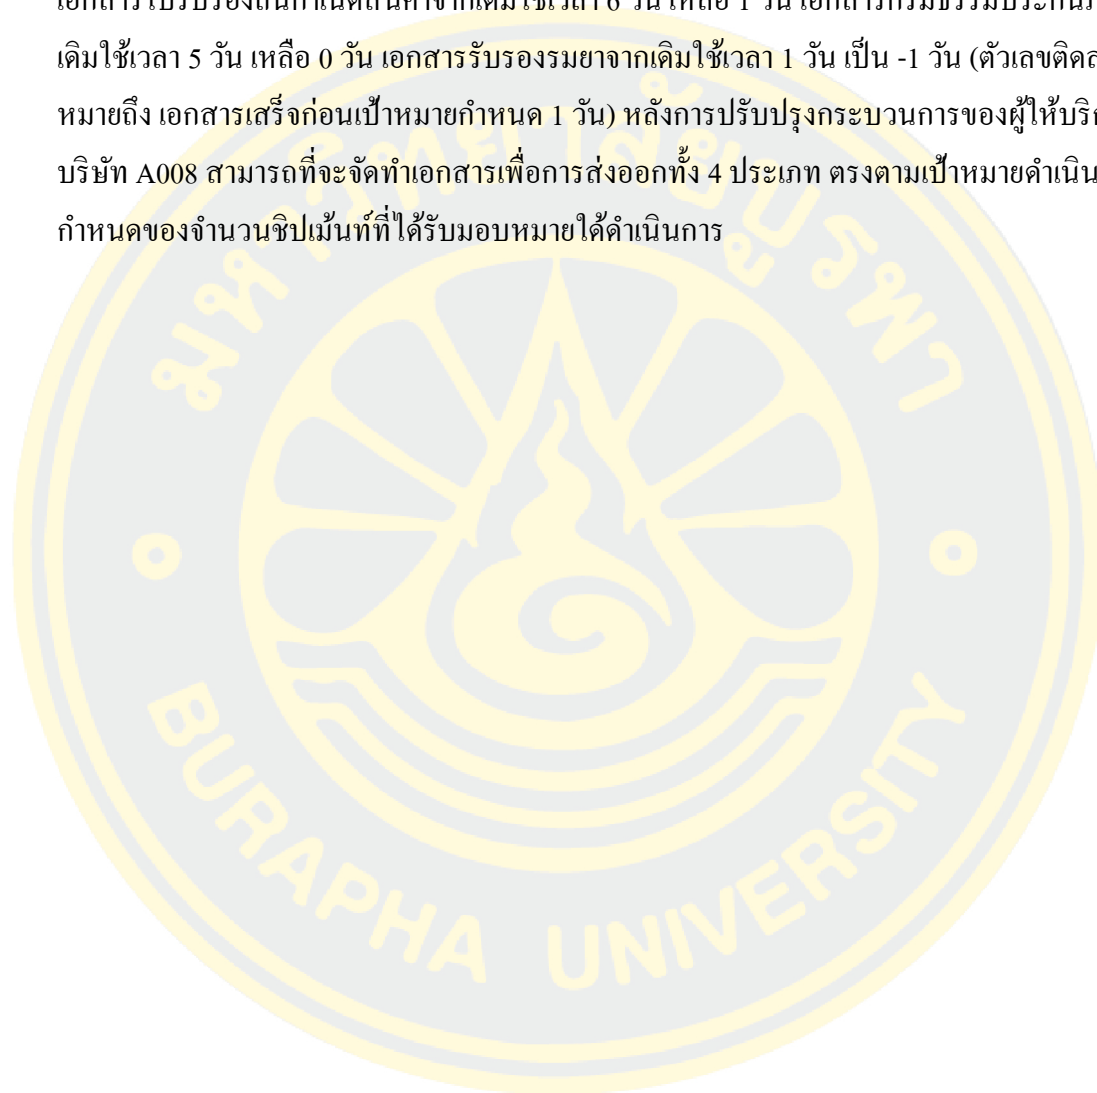 เดิมใช้เวลา 5 วัน เหลือ 0 วัน เอกสารรับรองรมยาจากเดิมใช้เวลา 1 วัน เป็น -1 วัน (ตัวเลขติด
หมายถึง เอกสารเสร็จก่อนเป้าหมายกำหนด 1 วัน) หลังการปรับปรุงกระบวนการของผู้ให้
บริษัท A008 สามารถที่จะจัดทำเอกสารเพื่อการส่งออกทั้ง 4 ประเภท ตรงตามเป้าหมายดำเนิน
กำหนดของจำนวนชิปเม้นท์ที่ได้รับมอบหมายใด้ดำเนินการ
มหาวิทยาลัยบูรพา
BURAPHA UNIVERSITY